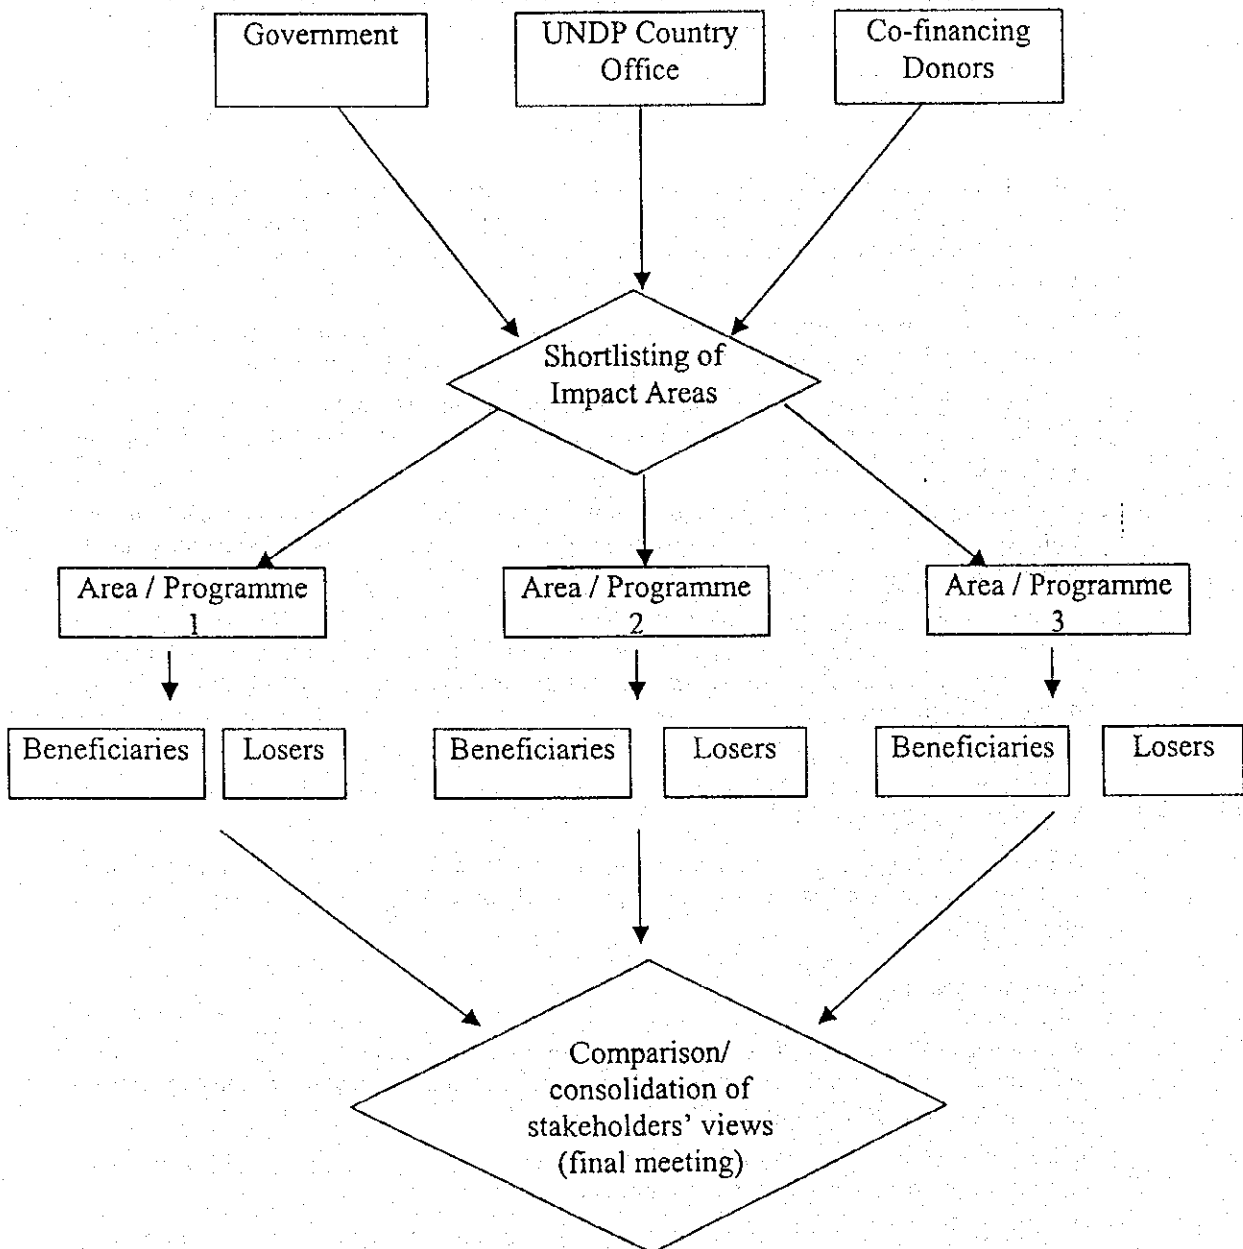 Government
UNDP Country
Office
Co-financing
Donors
Shortlisting of
Impact Areas
Area / Programme
1
Area / Programme
2
Area / Programme
3
Beneficiaries
Losers
Beneficiaries
Losers
Beneficiaries
Losers
Comparison/
consolidation of
stakeholders' views
(final meeting)